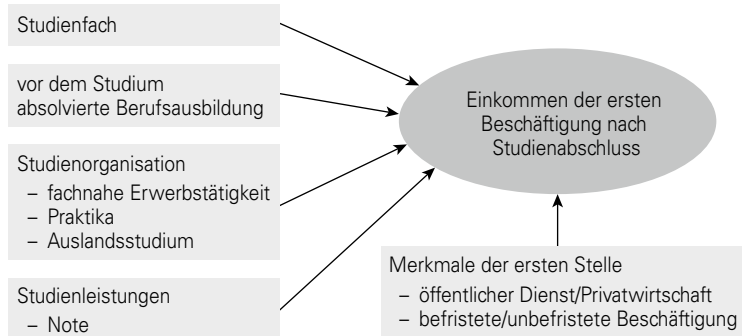 Studienfach
vor dem Studium
absolvierte Berufsausbildung
Studienorganisation
– fachnahe Erwerbstätigkeit
– Praktika
– Auslandsstudium
Studienleistungen
– Note
Einkommen der ersten
Beschäftigung nach
Studienabschluss
Merkmale der ersten Stelle
– öffentlicher Dienst/Privatwirtschaft
– befristete/unbefristete Beschäftigung